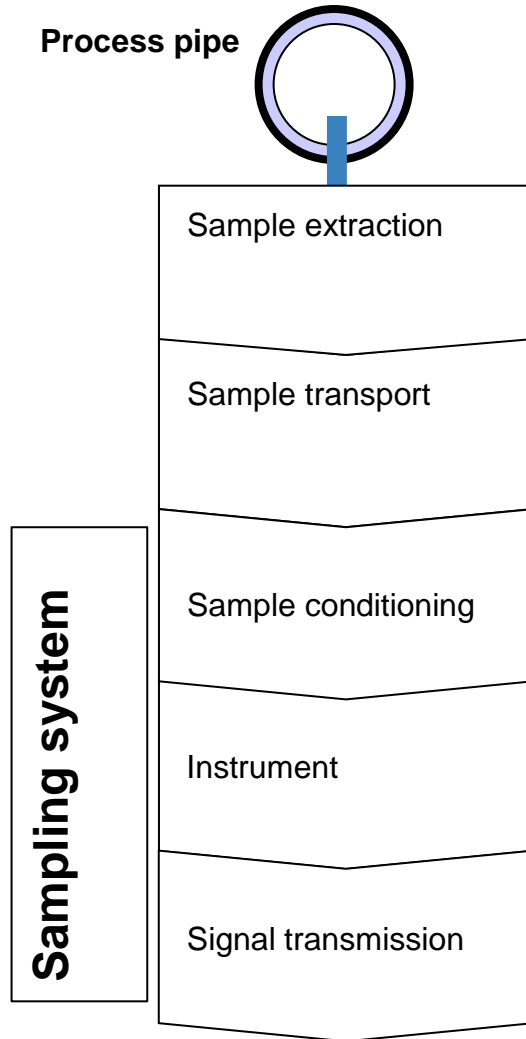 Process pipe
Sample extraction
Sample transport
Sample conditioning
Instrument
Signal transmission
Sampling system